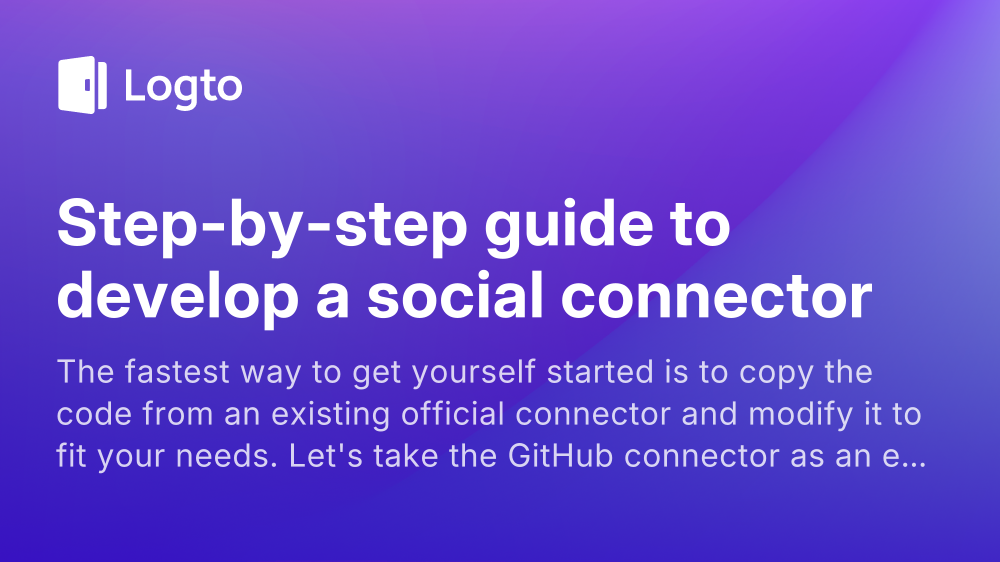 Logto
Step-by-step guide to
develop a social connector
The fastest way to get yourself started is to copy the
code from an existing official connector and modify it to
fit your needs. Let's take the GitHub connector as an e...